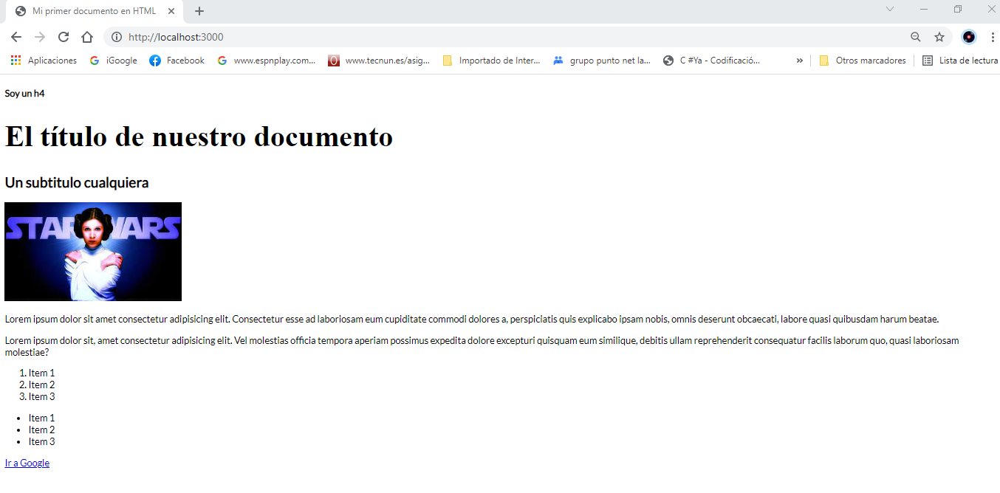 Mi primer documento en HTML
http://localhost:3000
Aplicaciones iGoogle Facebook www.espnplay.com... www.tecnun.es/asig... Importado de Inter... grupo punto net la... C #Ya - Codificació... » Otros marcadores Lista de lectura
Soy un h4
El título de nuestro documento
Un subtitulo cualquiera
STAR WARS
Lorem ipsum dolor sit amet consectetur adipisicing elit. Consectetur esse ad laboriosam eum cupiditate commodi dolores a, perspiciatis quis explicabo ipsam nobis, omnis deserunt obcaecati, labore quasi quibusdam harum beatae.
Lorem ipsum dolor sit, amet consectetur adipisicing elit. Vel molestias officia tempora aperiam possimus expedita dolore excepturi quisquam eum similique, debitis ullam reprehenderit consequatur facilis laborum quo, quasi laboriosam
molestiae?
1. Item 1
2. Item 2
3. Item 3
• Item 1
• Item 2
• Item 3
Ir a Google